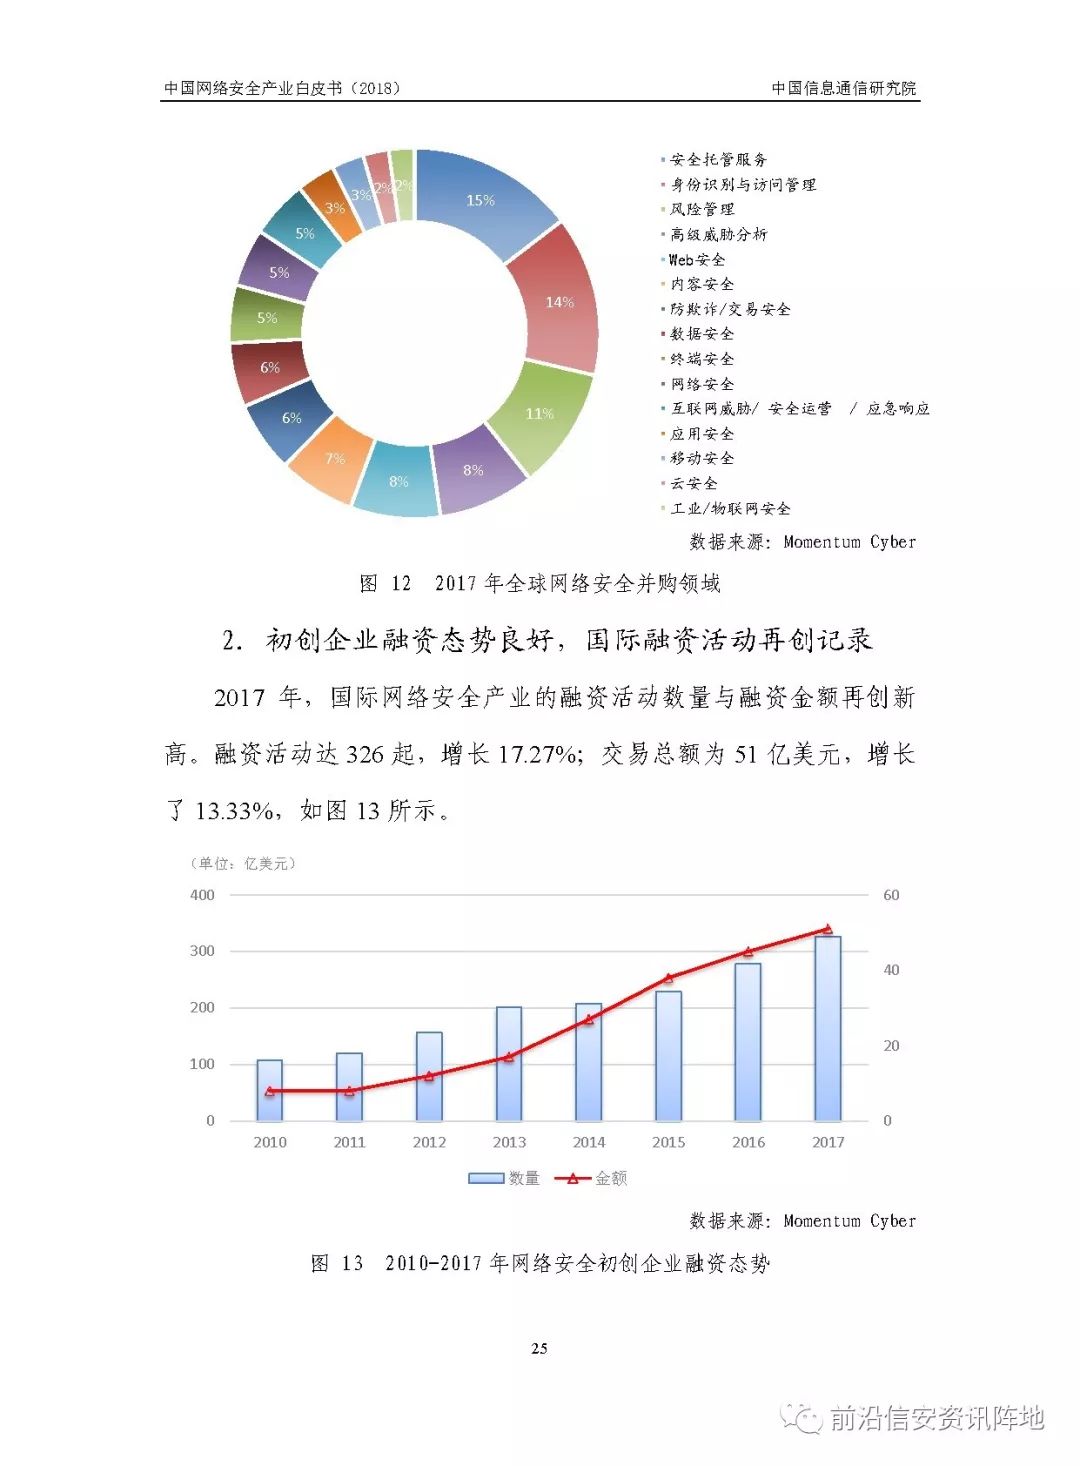 中国网络安全产业白皮书（2018） 中国信息通信研究院
15%
14%
11%
8%
8%
7%
6%
6%
5%
5%
5%
3%
3%
2%
2%
安全托管服务
身份识别与访问管理
风险管理
高级威胁分析
Web安全
内容安全
防欺诈/交易安全
数据安全
终端安全
网络安全
互联网威胁/ 安全运营 / 应急响应
应用安全
移动安全
云安全
工业/物联网安全
数据来源：Momentum Cyber
图 12 2017 年全球网络安全并购领域
2. 初创企业融资态势良好，国际融资活动再创记录
2017 年，国际网络安全产业的融资活动数量与融资金额再创新
高。融资活动达 326 起，增长 17.27%；交易总额为 51 亿美元，增长
了 13.33%，如图 13 所示。
（单位：亿美元）
400 60
300
40
200
20
100
0 0
2010 2011 2012 2013 2014 2015 2016 2017
数量 金额
数据来源：Momentum Cyber
图 13 2010-2017 年网络安全初创企业融资态势
25
前沿信安资讯阵地